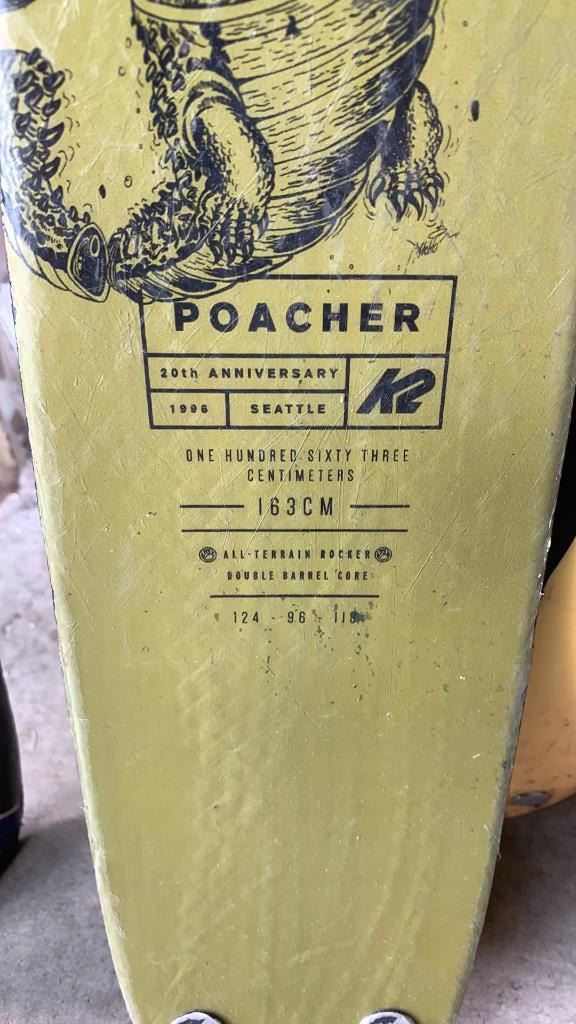 POACHER
20th ANNIVERSARY
K2
1996 SEATTLE
ONE HUNDRED SIXTY THREE
CENTIMETERS
163CM
ALL-TERRAIN ROCKER
DOUBLE BARREL CORE
124 - 96 - 118